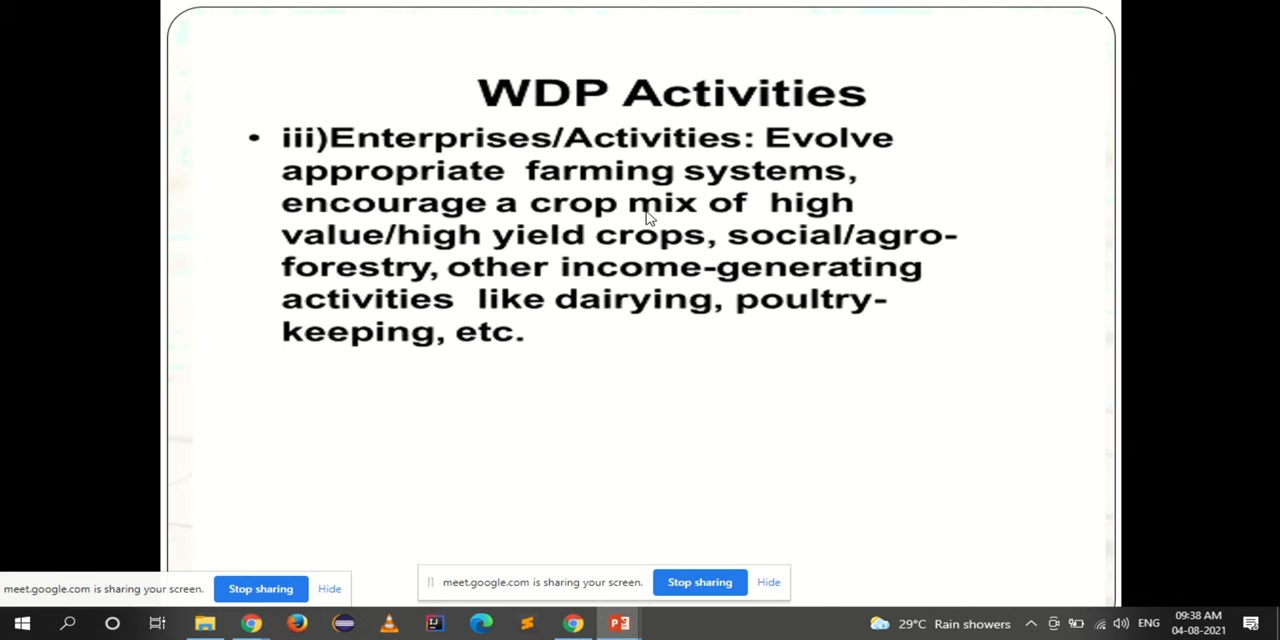 WDP Activities
• iii)Enterprises/Activities: Evolve
appropriate farming systems,
encourage a crop mix of high
value/high yield crops, social/agro-
forestry, other income-generating
activities like dairying, poultry-
keeping, etc.
meet.google.com is sharing your screen. Stop sharing Hide
meet.google.com is sharing your screen. Stop sharing Hide
29°C Rain showers ENG 09:38 AM
04-08-2021